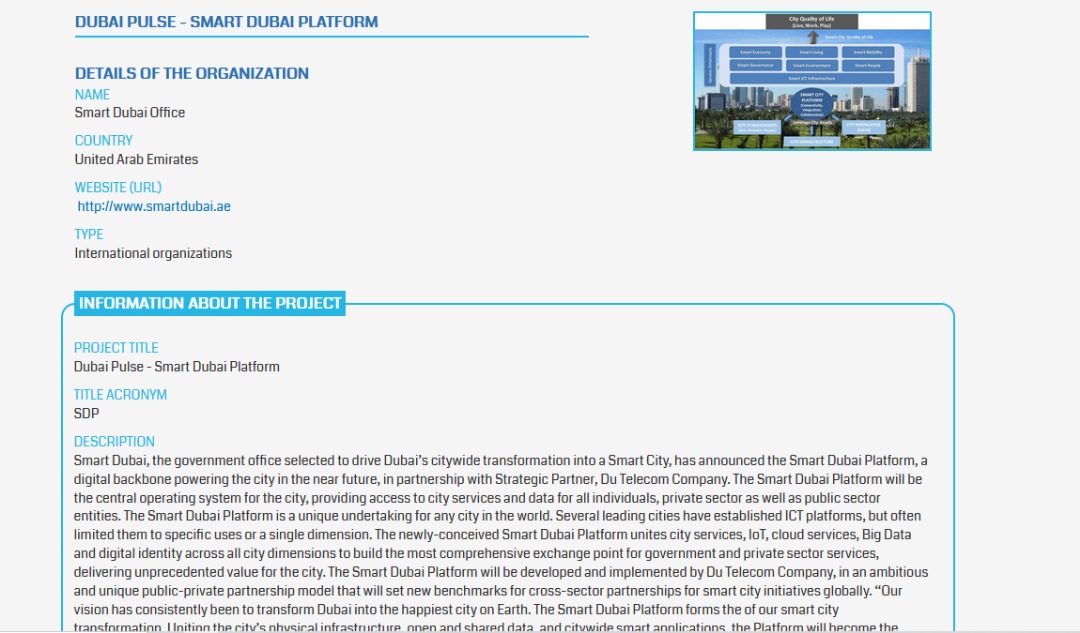 DUBAI PULSE - SMART DUBAI PLATFORM
City Quality of Life
(Live, Work, Play)
Smart City Quality of Life
Smart Economy
Smart Living
Smart Mobility
Smart Governance
Smart Environment
Smart People
Smart ICT Infrastructure
SMART CITY
PLATFORM
(Connectivity,
Integration,
Collaboration)
DETAILS OF THE ORGANIZATION
NAME
Smart Dubai Office
COUNTRY
United Arab Emirates
WEBSITE (URL)
http://www.smartdubai.ae
TYPE
International organizations
INFORMATION ABOUT THE PROJECT
PROJECT TITLE
Dubai Pulse - Smart Dubai Platform
TITLE ACRONYM
SDP
DESCRIPTION
Smart Dubai, the government office selected to drive Dubai's citywide transformation into a Smart City, has announced the Smart Dubai Platform, a
digital backbone powering the city in the near future, in partnership with Strategic Partner, Du Telecom Company. The Smart Dubai Platform will be
the central operating system for the city, providing access to city services and data for all individuals, private sector as well as public sector
entities. The Smart Dubai Platform is a unique undertaking for any city in the world. Several leading cities have established ICT platforms, but often
limited them to specific uses or a single dimension. The newly-conceived Smart Dubai Platform unites city services, IoT, cloud services, Big Data
and digital identity across all city dimensions to build the most comprehensive exchange point for government and private sector services,
delivering unprecedented value for the city. The Smart Dubai Platform will be developed and implemented by Du Telecom Company, in an ambitious
and unique public-private partnership model that will set new benchmarks for cross-sector partnerships for smart city initiatives globally. “Our
vision has consistently been to transform Dubai into the happiest city on Earth. The Smart Dubai Platform forms the of our smart city
transformation. Uniting the city's physical infrastructure, open and shared data, and citywide smart applications, the Platform will become the